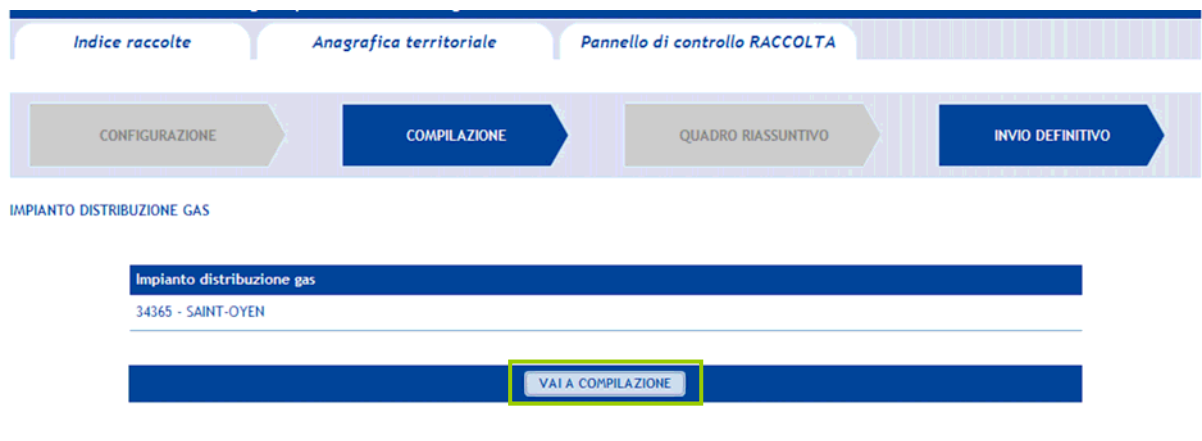 Indice raccolte Anagrafica territoriale Pannello di controllo RACCOLTA
CONFIGURAZIONE COMPILAZIONE QUADRO RIASSUNTIVO INVIO DEFINITIVO
IMPIANTO DISTRIBUZIONE GAS
Impianto distribuzione gas
34365 - SAINT-OYEN
VAI A COMPILAZIONE